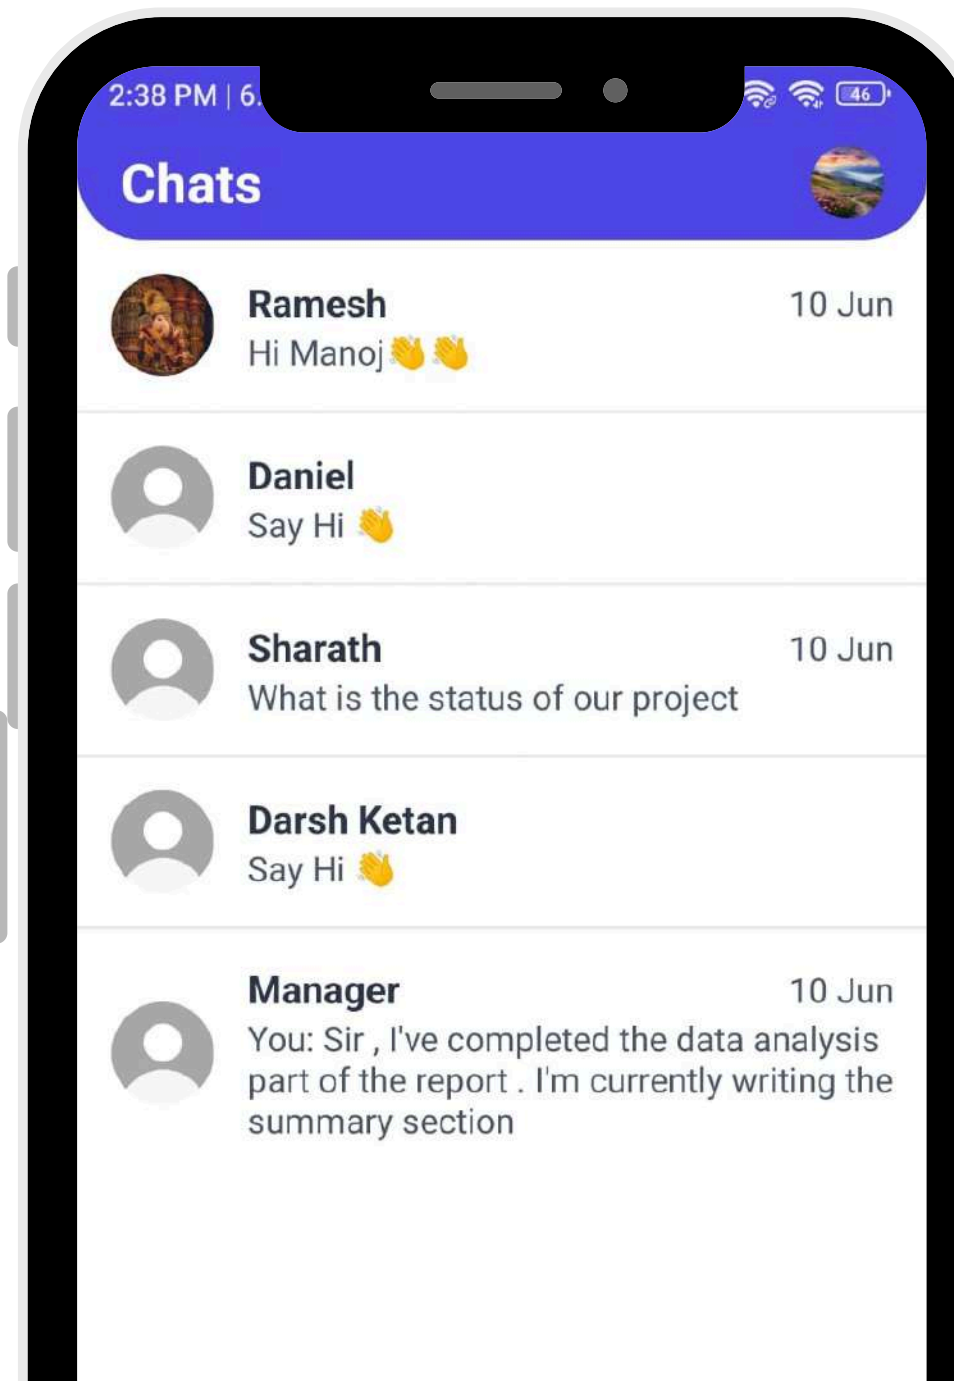 2:38 PM | 6.
46
Chats
Ramesh
10 Jun
Hi Manoj👋👋
Daniel
Say Hi 👋
Sharath
10 Jun
What is the status of our project
Darsh Ketan
Say Hi 👋
Manager
10 Jun
You: Sir , I've completed the data analysis
part of the report . I'm currently writing the
summary section